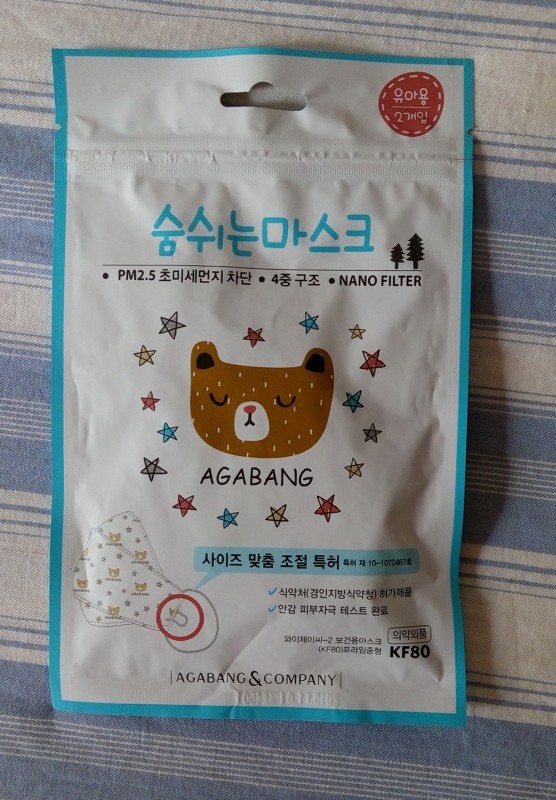 유아용
2개입
숨쉬는마스크
• PM2.5 초미세먼지 차단 • 4중 구조 • NANO FILTER
AGABANG
사이즈 맞춤 조절 특허 특허 제 10-1072467호
✓식약처(경인지방식약청) 허가제품
✓안감 피부자극 테스트 완료
와이제이씨-2 보건용마스크
(KF80)프라임중형
의약외품
KF80
AGABANG
AGABANG
AGABANG
|AGABANG&COMPANY|